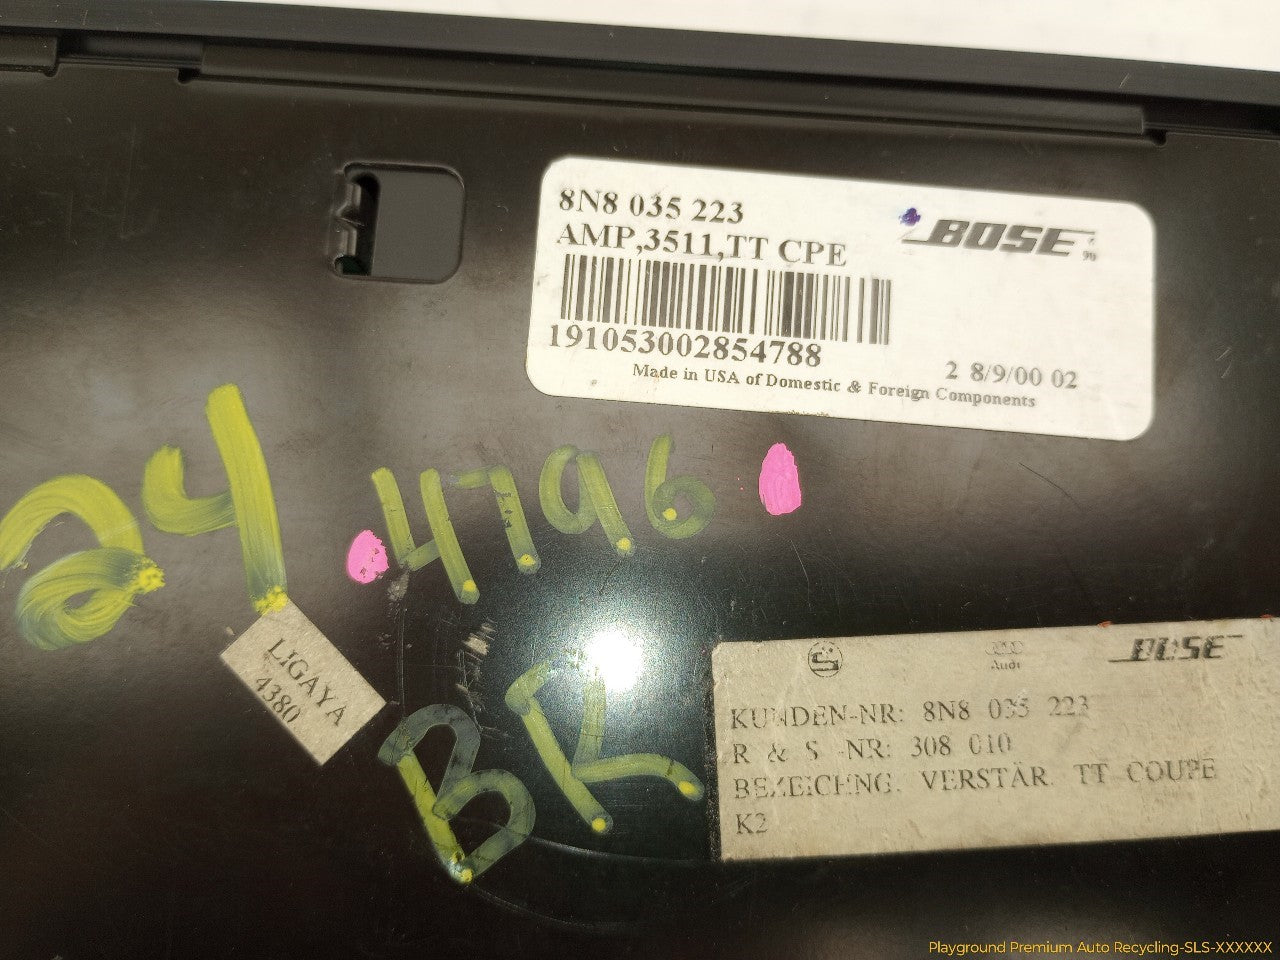 8N8 035 223
AMP,3511,TT CPE
BOSE
191053002854788
2 8/9/00 02
Made in USA of Domestic & Foreign Components
24 4796
BK
LIGAYA
4380
S
Audi
BOSE
KUNDEN-NR: 8N8 035 223
R & S -NR: 308 010
BEZEICHNG. VERSTÄR. TT COUPE
K2
Playground Premium Auto Recycling-SLS-XXXXXX